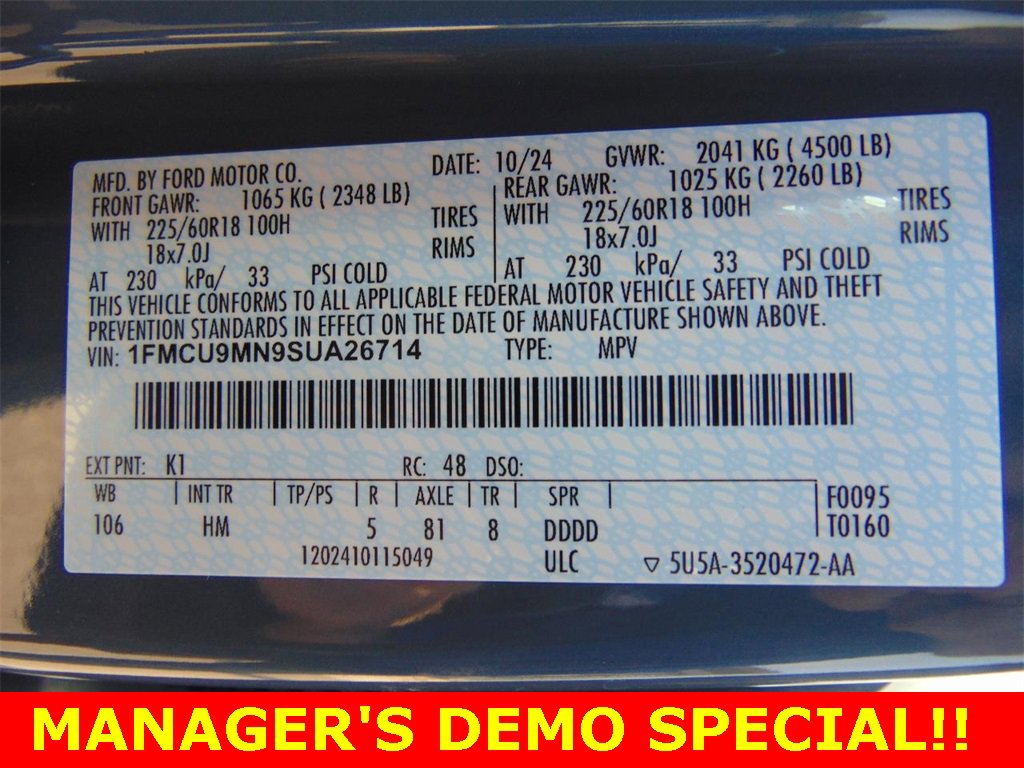 MFD. BY FORD MOTOR CO. DATE: 10/24 GVWR: 2041 KG ( 4500 LB)
FRONT GAWR: 1065 KG ( 2348 LB) REAR GAWR: 1025 KG ( 2260 LB)
WITH 225/60R18 100H TIRES WITH 225/60R18 100H TIRES
18x7.0J RIMS 18x7.0J RIMS
AT 230 kPa/ 33 PSI COLD AT 230 kPa/ 33 PSI COLD
THIS VEHICLE CONFORMS TO ALL APPLICABLE FEDERAL MOTOR VEHICLE SAFETY AND THEFT
PREVENTION STANDARDS IN EFFECT ON THE DATE OF MANUFACTURE SHOWN ABOVE.
VIN: 1FMCU9MN9SUA26714 TYPE: MPV
EXT PNT: K1 RC: 48 DSO:
WB INT TR TP/PS R AXLE TR SPR F0095
106 HM 5 81 8 DDDD T0160
1202410115049 ULC ▽ 5U5A-3520472-AA
MANAGER'S DEMO SPECIAL!!